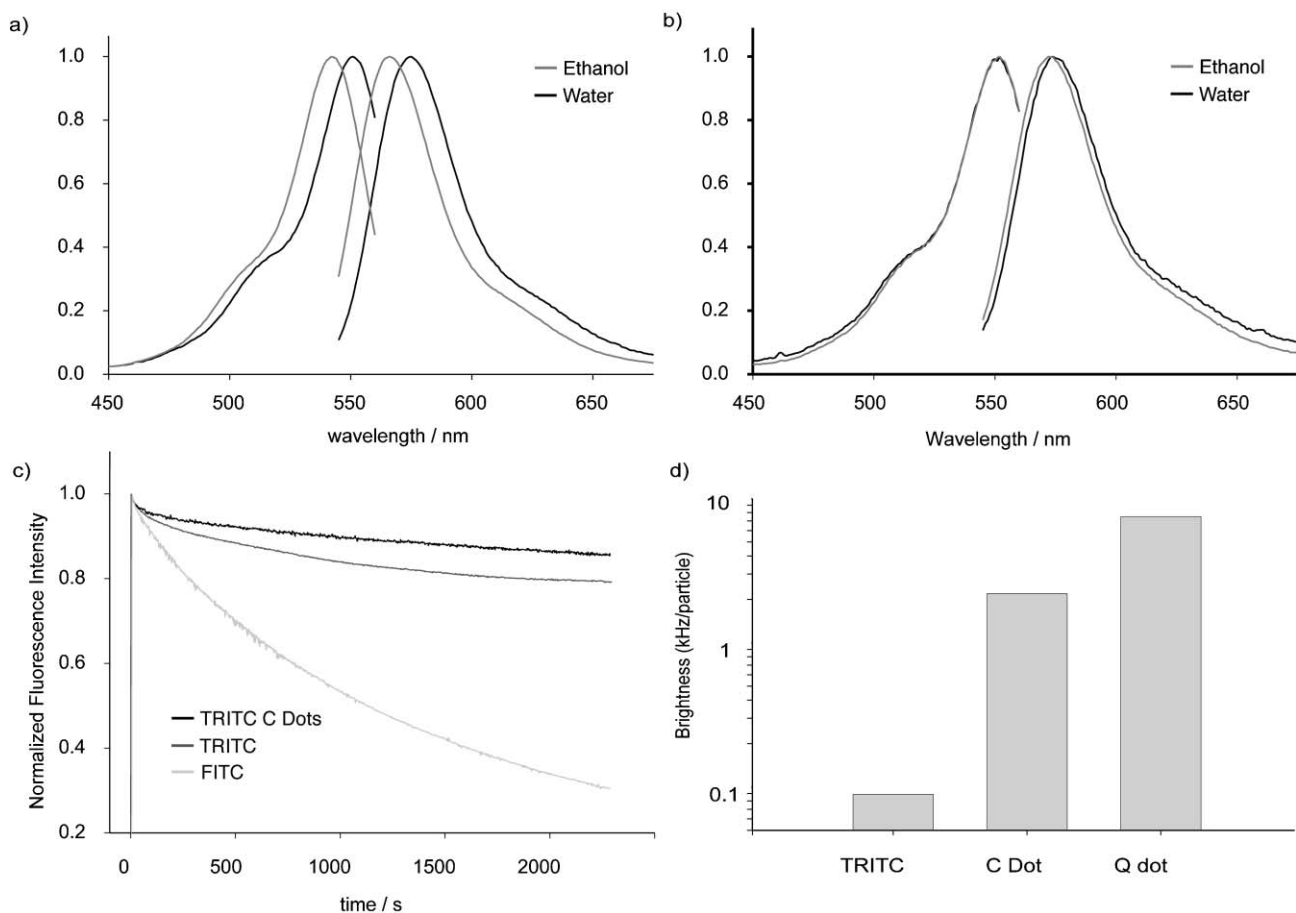 a)
1.0
0.8
0.6
0.4
0.2
0.0
Ethanol
Water
450 500 550 600 650
wavelength / nm
b)
1.0
0.8
0.6
0.4
0.2
0.0
Ethanol
Water
450 500 550 600 650
Wavelength / nm
c)
Normalized Fluorescence Intensity
1.0
0.8
0.6
0.4
0.2
TRITC C Dots
TRITC
FITC
0 500 1000 1500 2000
time / s
d)
Brightness (kHz/particle)
10
1
0.1
TRITC C Dot Q dot